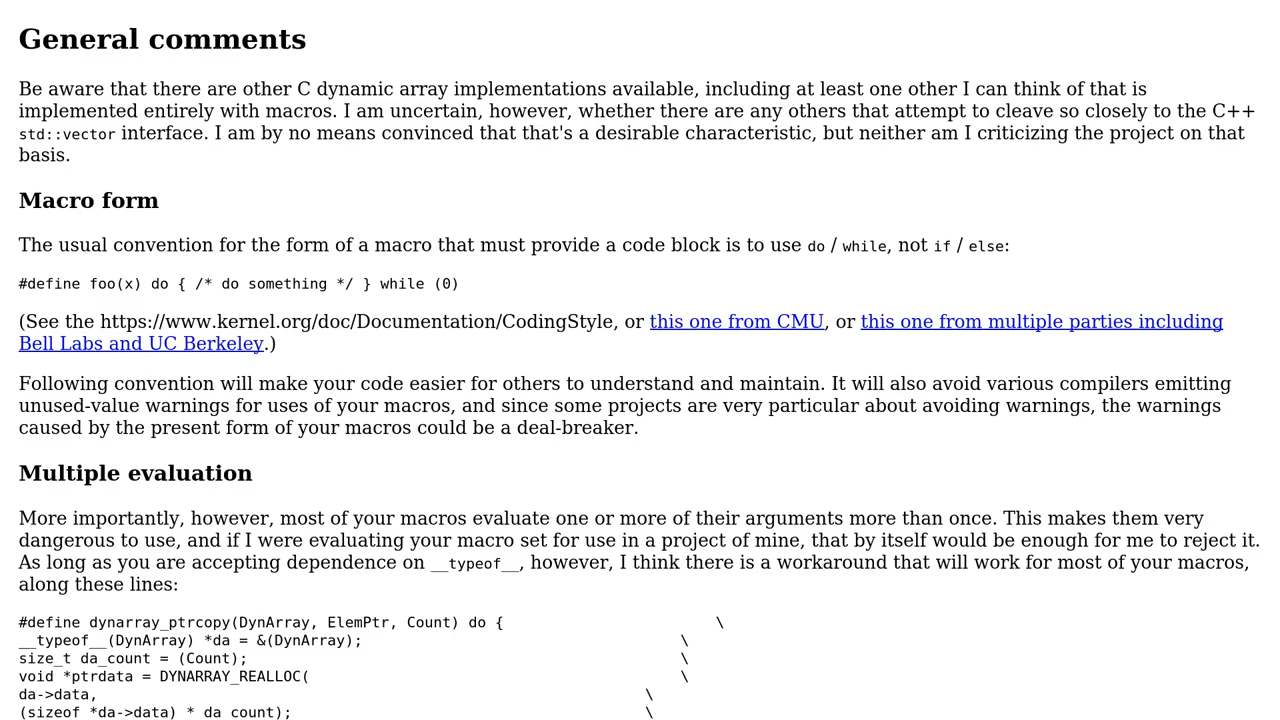 General comments
Be aware that there are other C dynamic array implementations available, including at least one other I can think of that is
implemented entirely with macros. I am uncertain, however, whether there are any others that attempt to cleave so closely to the C++
std::vector interface. I am by no means convinced that that's a desirable characteristic, but neither am I criticizing the project on that
basis.
Macro form
The usual convention for the form of a macro that must provide a code block is to use do / while, not if / else:
#define foo(x) do { /* do something */ } while (0)
(See the https://www.kernel.org/doc/Documentation/CodingStyle, or this one from CMU, or this one from multiple parties including
Bell Labs and UC Berkeley.)
Following convention will make your code easier for others to understand and maintain. It will also avoid various compilers emitting
unused-value warnings for uses of your macros, and since some projects are very particular about avoiding warnings, the warnings
caused by the present form of your macros could be a deal-breaker.
Multiple evaluation
More importantly, however, most of your macros evaluate one or more of their arguments more than once. This makes them very
dangerous to use, and if I were evaluating your macro set for use in a project of mine, that by itself would be enough for me to reject it.
As long as you are accepting dependence on __typeof__, however, I think there is a workaround that will work for most of your macros,
along these lines:
#define dynarray_ptrcopy(DynArray, ElemPtr, Count) do { \
__typeof__(DynArray) *da = &(DynArray); \
size_t da_count = (Count); \
void *ptrdata = DYNARRAY_REALLOC( \
da->data, \
(sizeof *da->data) * da_count); \